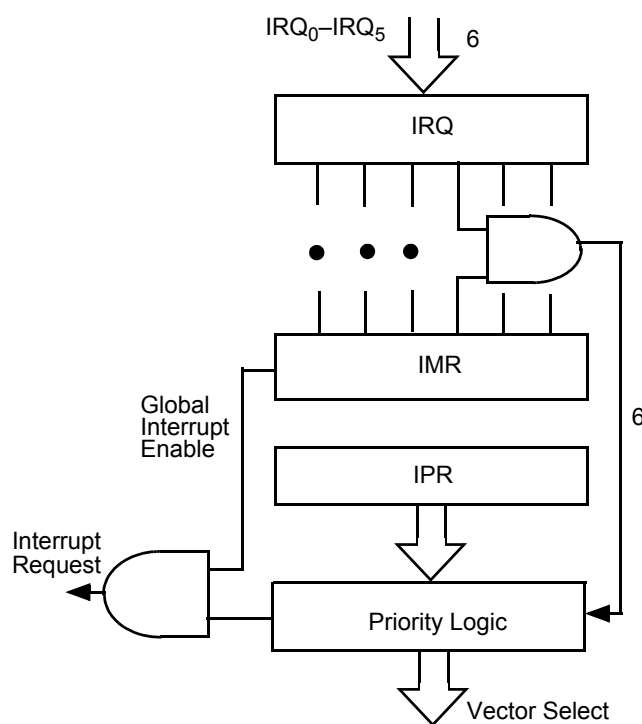 IRQ₀–IRQ₅
6
IRQ
IMR
Global
Interrupt
Enable
6
IPR
Interrupt
Request
Priority Logic
Vector Select